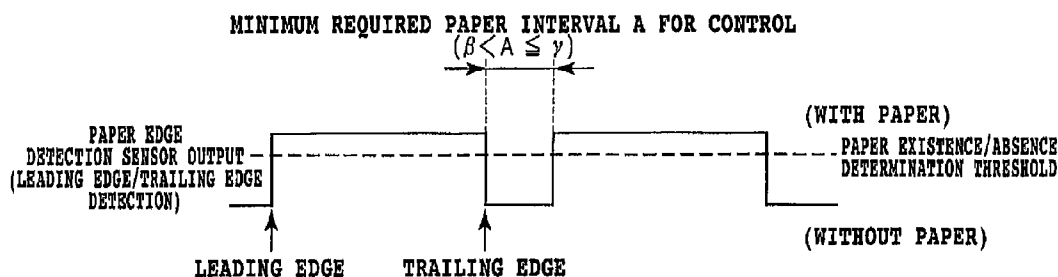 MINIMUM REQUIRED PAPER INTERVAL A FOR CONTROL
(β<A≦γ)
(WITH PAPER)
PAPER EDGE
DETECTION SENSOR OUTPUT
(LEADING EDGE/TRAILING EDGE
DETECTION)
PAPER EXISTENCE/ABSENCE
DETERMINATION THRESHOLD
(WITHOUT PAPER)
LEADING EDGE
TRAILING EDGE